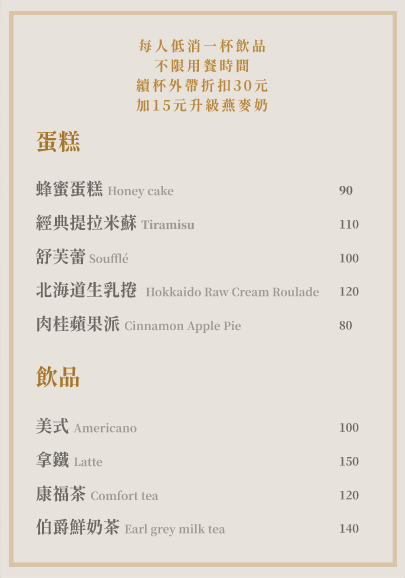 每人低消一杯飲品
不限用餐時間
續杯外帶折扣30元
加15元升級燕麥奶
蛋糕
蜂蜜蛋糕 Honey cake 90
經典提拉米蘇 Tiramisu 110
舒芙蕾 Soufflé 100
北海道生乳捲 Hokkaido Raw Cream Roulade 120
肉桂蘋果派 Cinnamon Apple Pie 80
飲品
美式 Americano 100
拿鐵 Latte 150
康福茶 Comfort tea 120
伯爵鮮奶茶 Earl grey milk tea 140